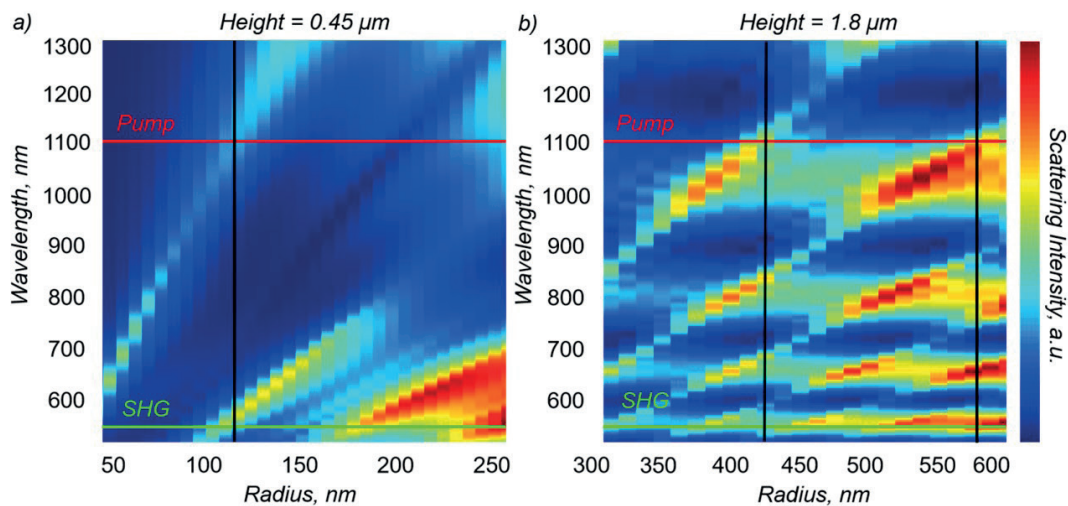 a) Height = 0.45 µm
1300
1200
1100
1000
900
800
700
600
Wavelength, nm
Pump
SHG
50 100 150 200 250
Radius, nm
b) Height = 1.8 µm
1300
1200
1100
1000
900
800
700
600
Wavelength, nm
Pump
SHG
300 350 400 450 500 550 600
Radius, nm
Scattering Intensity, a.u.